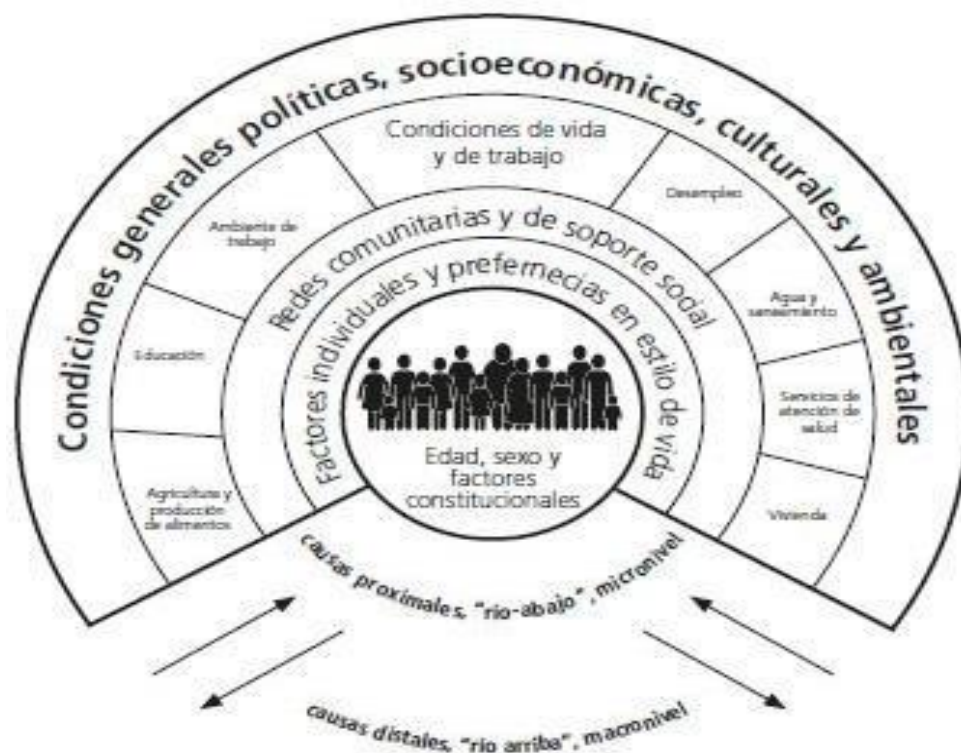 Condiciones generales políticas, socioeconómicas, culturales y ambientales
Condiciones de vida
y de trabajo
Ambiente de
trabajo
Desempleo
Educación
Agua y
saneamiento
Agricultura y
producción
de alimentos
Servicios de
atención de
salud
Vivienda
Redes comunitarias y de soporte social
Factores individuales y prefernecias en estilo de vida
Edad, sexo y
factores
constitucionales
causas proximales, "río-abajo", micronivel
causas distales, "río arriba", macronivel